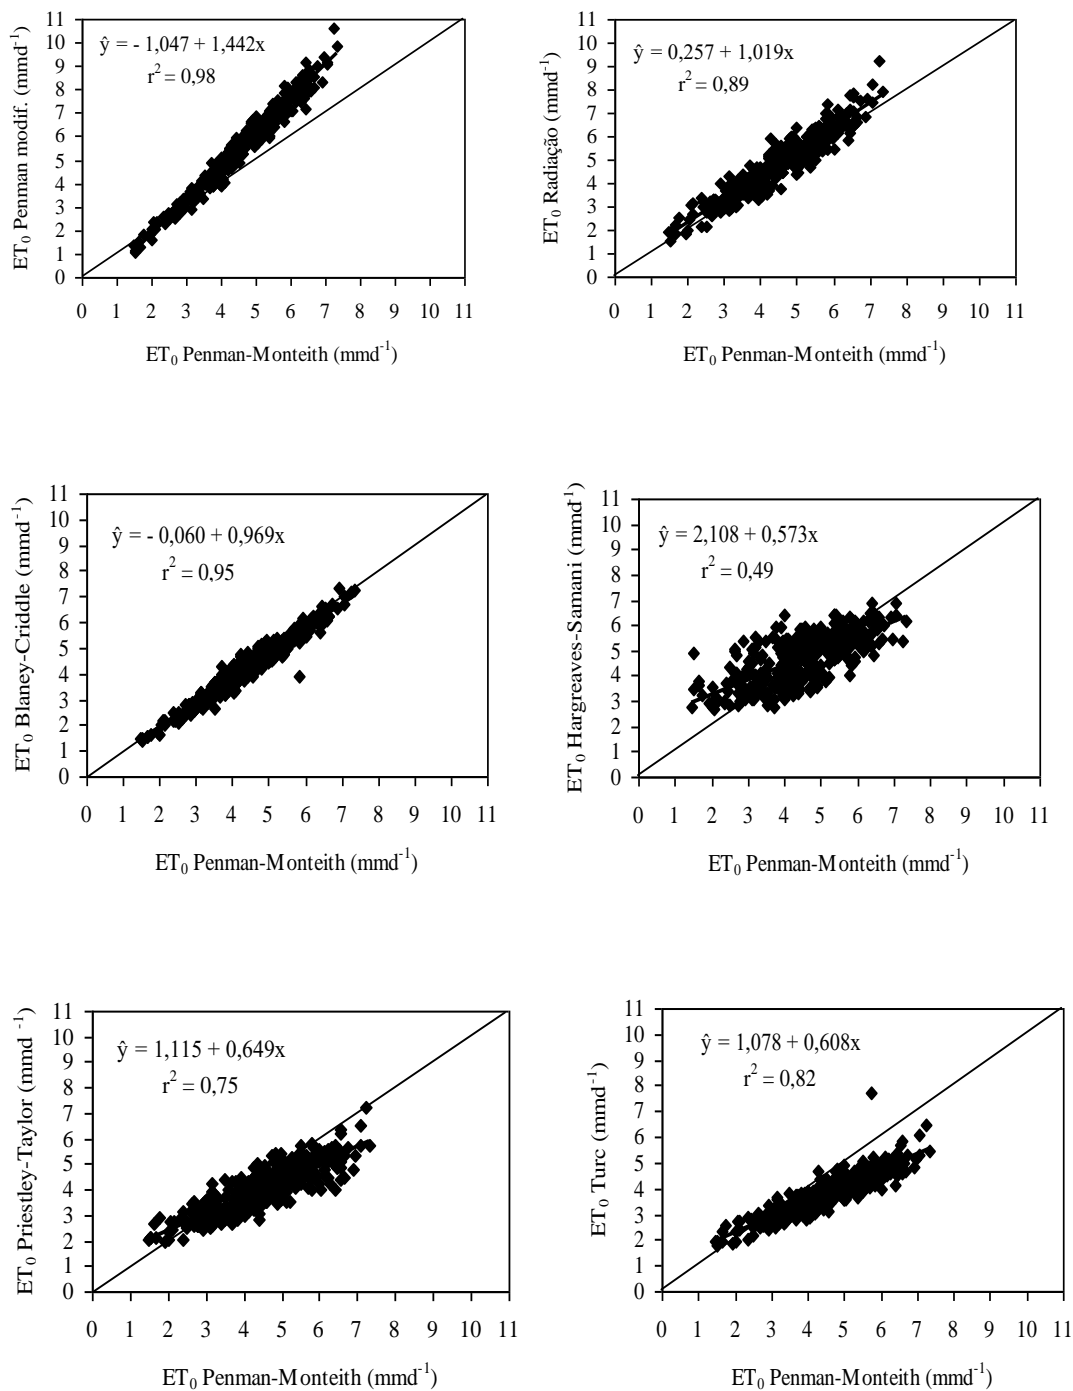 ET₀ Penman modif. (mmd⁻¹)
11
10
9
8
7
6
5
4
3
2
1
0
ŷ = - 1,047 + 1,442x
r² = 0,98
0 1 2 3 4 5 6 7 8 9 10 11
ET₀ Penman-Monteith (mmd⁻¹)
ET₀ Radiação (mmd⁻¹)
11
10
9
8
7
6
5
4
3
2
1
0
ŷ = 0,257 + 1,019x
r² = 0,89
0 1 2 3 4 5 6 7 8 9 10 11
ET₀ Penman-Monteith (mmd⁻¹)
ET₀ Blaney-Criddle (mmd⁻¹)
11
10
9
8
7
6
5
4
3
2
1
0
ŷ = - 0,060 + 0,969x
r² = 0,95
0 1 2 3 4 5 6 7 8 9 10 11
ET₀ Penman-Monteith (mmd⁻¹)
ET₀ Hargreaves-Samani (mmd⁻¹)
11
10
9
8
7
6
5
4
3
2
1
0
ŷ = 2,108 + 0,573x
r² = 0,49
0 1 2 3 4 5 6 7 8 9 10 11
ET₀ Penman-Monteith (mmd⁻¹)
ET₀ Priestley-Taylor (mmd ⁻¹)
11
10
9
8
7
6
5
4
3
2
1
0
ŷ = 1,115 + 0,649x
r² = 0,75
0 1 2 3 4 5 6 7 8 9 10 11
ET₀ Penman-Monteith (mmd⁻¹)
ET₀ Turc (mmd⁻¹)
11
10
9
8
7
6
5
4
3
2
1
0
ŷ = 1,078 + 0,608x
r² = 0,82
0 1 2 3 4 5 6 7 8 9 10 11
ET₀ Penman-Monteith (mmd⁻¹)